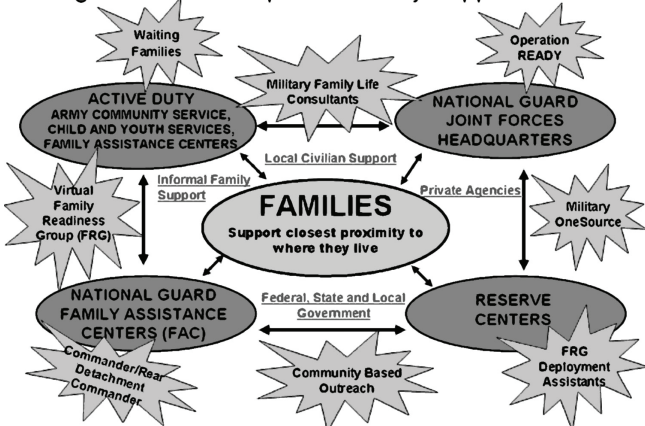 Waiting
Families
Operation
READY
ACTIVE DUTY
ARMY COMMUNITY SERVICE,
CHILD AND YOUTH SERVICES,
FAMILY ASSISTANCE CENTERS
Military Family Life
Consultants
NATIONAL GUARD
JOINT FORCES
HEADQUARTERS
Local Civilian Support
Informal Family
Support
Private Agencies
Virtual
Family
Readiness
Group (FRG)
FAMILIES
Support closest proximity to
where they live
Military
OneSource
NATIONAL GUARD
FAMILY ASSISTANCE
CENTERS (FAC)
Federal, State and Local
Government
RESERVE
CENTERS
Commander/Rear
Detachment
Commander
Community Based
Outreach
FRG
Deployment
Assistants